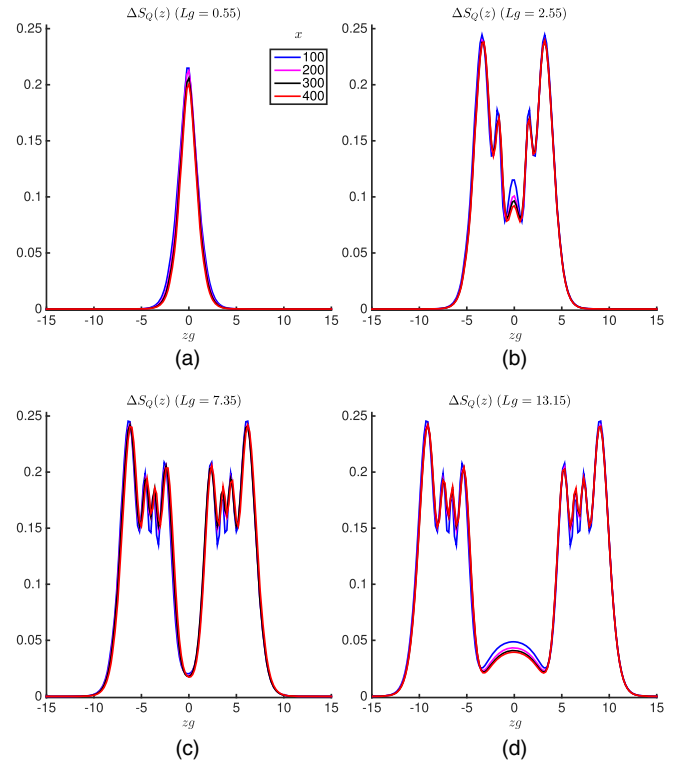 ΔS_Q(z) (Lg = 0.55)
x
100
200
300
400
0.25
0.2
0.15
0.1
0.05
0
-15 -10 -5 0 5 10 15
zg
(a)
ΔS_Q(z) (Lg = 2.55)
0.25
0.2
0.15
0.1
0.05
0
-15 -10 -5 0 5 10 15
zg
(b)
ΔS_Q(z) (Lg = 7.35)
0.25
0.2
0.15
0.1
0.05
0
-15 -10 -5 0 5 10 15
zg
(c)
ΔS_Q(z) (Lg = 13.15)
0.25
0.2
0.15
0.1
0.05
0
-15 -10 -5 0 5 10 15
zg
(d)